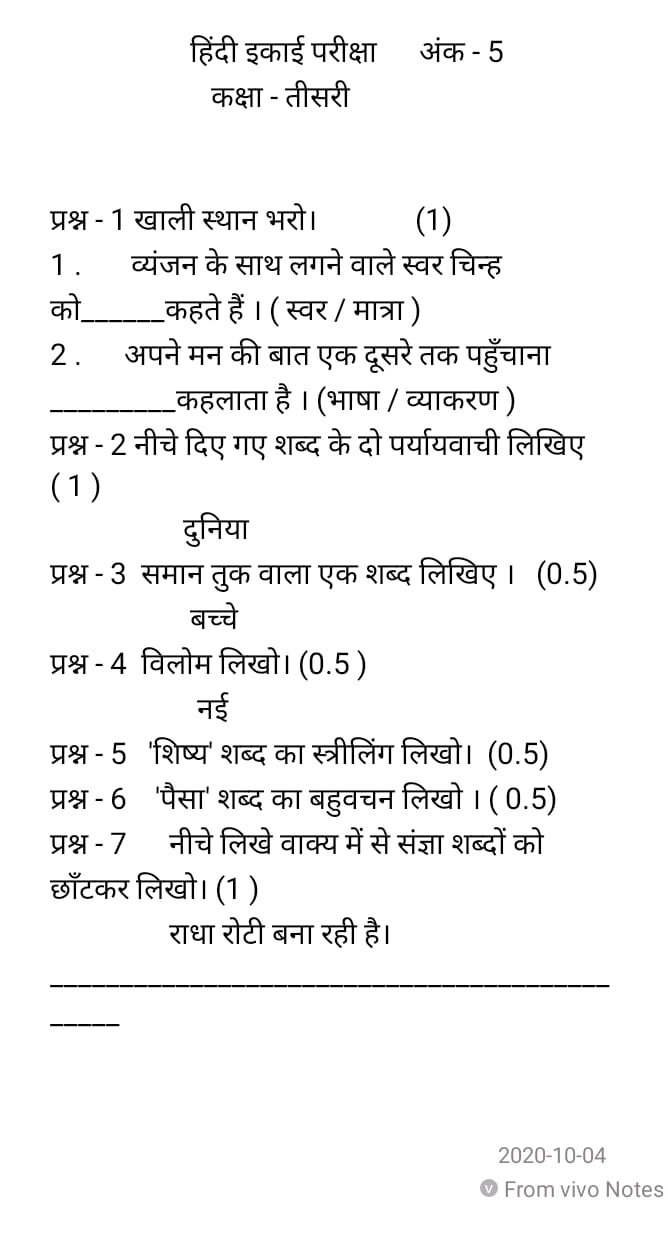 हिंदी इकाई परीक्षा अंक - 5
कक्षा - तीसरी
प्रश्न - 1 खाली स्थान भरो। (1)
1 . व्यंजन के साथ लगने वाले स्वर चिन्ह
को______कहते हैं । ( स्वर / मात्रा )
2 . अपने मन की बात एक दूसरे तक पहुँचाना
_________कहलाता है । (भाषा / व्याकरण )
प्रश्न - 2 नीचे दिए गए शब्द के दो पर्यायवाची लिखिए
( 1 )
दुनिया
प्रश्न - 3 समान तुक वाला एक शब्द लिखिए । (0.5)
बच्चे
प्रश्न - 4 विलोम लिखो। (0.5 )
नई
प्रश्न - 5 'शिष्य' शब्द का स्त्रीलिंग लिखो। (0.5)
प्रश्न - 6 'पैसा' शब्द का बहुवचन लिखो । ( 0.5)
प्रश्न - 7 नीचे लिखे वाक्य में से संज्ञा शब्दों को
छाँटकर लिखो। (1 )
राधा रोटी बना रही है।
________________________________________
_____
2020-10-04
V From vivo Notes